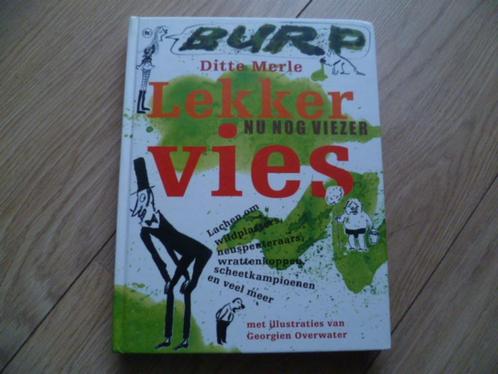 BURP
Ditte Merle
Lekker
NU NOG VIEZER
vies
Lachen om
wildplassers,
neuspeuteraars,
wrattenkoppen,
scheetkampioenen
en veel meer
met illustraties van
Georgien Overwater